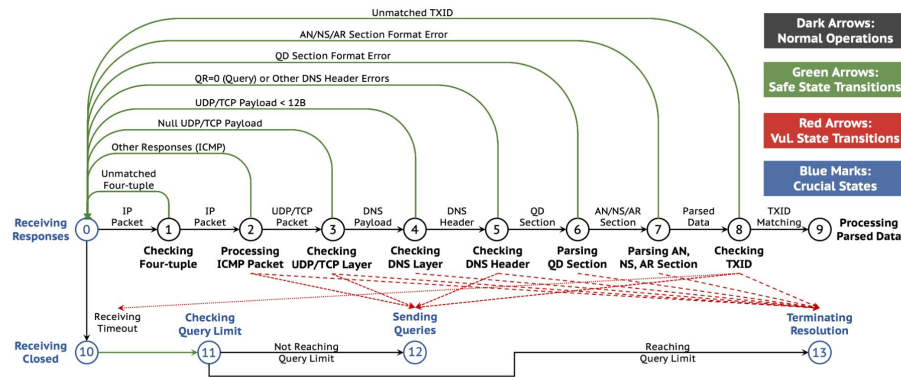 Unmatched TXID
AN/NS/AR Section Format Error
QD Section Format Error
QR=0 (Query) or Other DNS Header Errors
UDP/TCP Payload < 12B
Null UDP/TCP Payload
Other Responses (ICMP)
Unmatched
Four-tuple
Dark Arrows:
Normal Operations
Green Arrows:
Safe State Transitions
Red Arrows:
Vul. State Transitions
Blue Marks:
Crucial States
Receiving
Responses
0
IP
Packet
1
IP
Packet
2
UDP/TCP
Packet
3
DNS
Payload
4
DNS
Header
5
QD
Section
6
AN/NS/AR
Section
7
Parsed
Data
8
TXID
Matching
9
Processing
Parsed Data
Checking
Four-tuple
Processing
ICMP Packet
Checking
UDP/TCP Layer
Checking
DNS Layer
Checking
DNS Header
Parsing
QD Section
Parsing AN,
NS, AR Section
Checking
TXID
Receiving
Timeout
Checking
Query Limit
Sending
Queries
Terminating
Resolution
Receiving
Closed
10
11
Not Reaching
Query Limit
12
Reaching
Query Limit
13